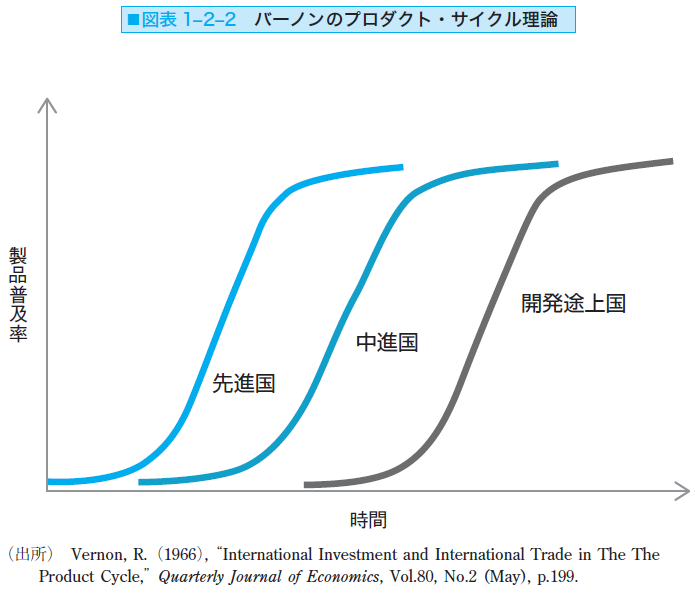 ■図表 1–2–2 バーノンのプロダクト・サイクル理論
製品普及率
先進国
中進国
開発途上国
時間
（出所） Vernon, R. (1966), “International Investment and International Trade in The The
Product Cycle,” Quarterly Journal of Economics, Vol.80, No.2 (May), p.199.